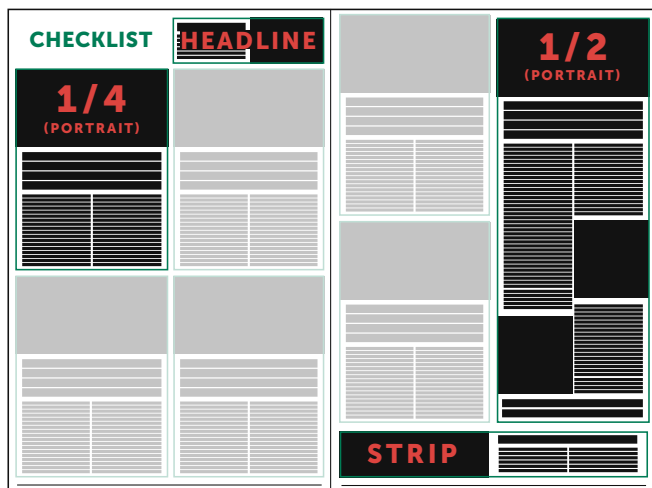 CHECKLIST
HEADLINE
1/4
(PORTRAIT)
1/2
(PORTRAIT)
STRIP